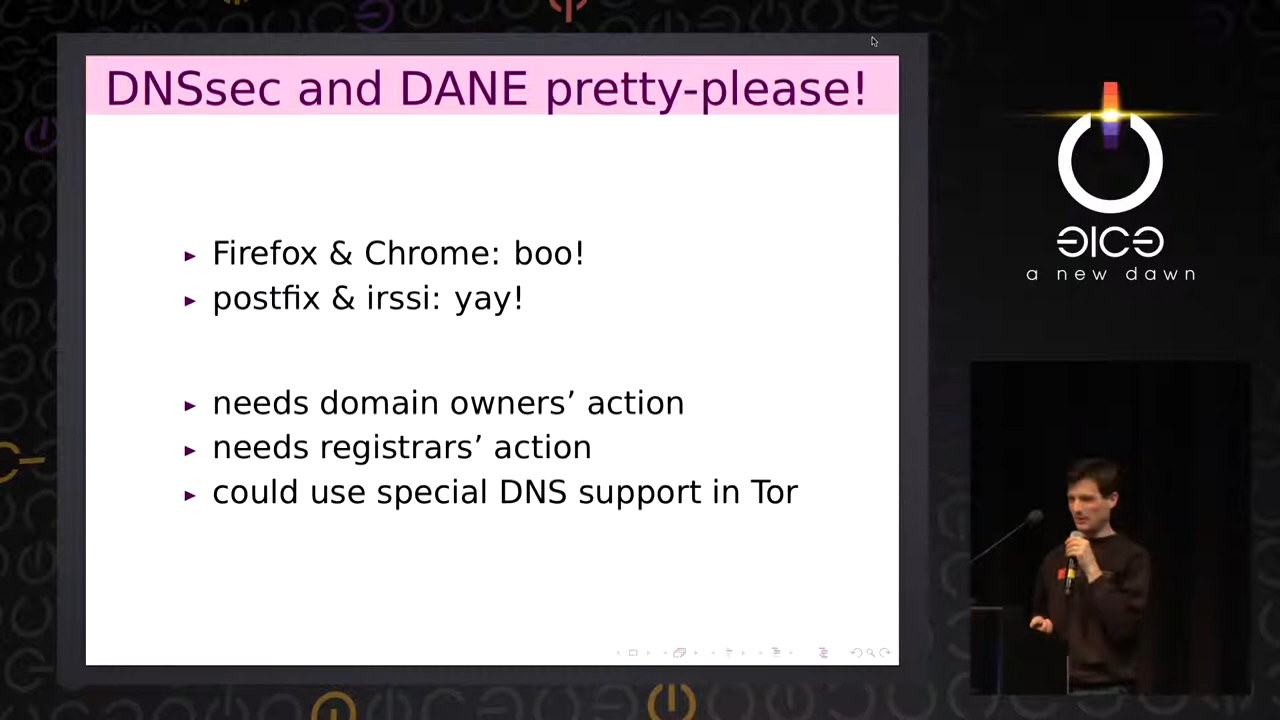 DNSsec and DANE pretty-please!
▸ Firefox & Chrome: boo!
▸ postfix & irssi: yay!
▸ needs domain owners’ action
▸ needs registrars’ action
▸ could use special DNS support in Tor
ƎICƎ
a new dawn